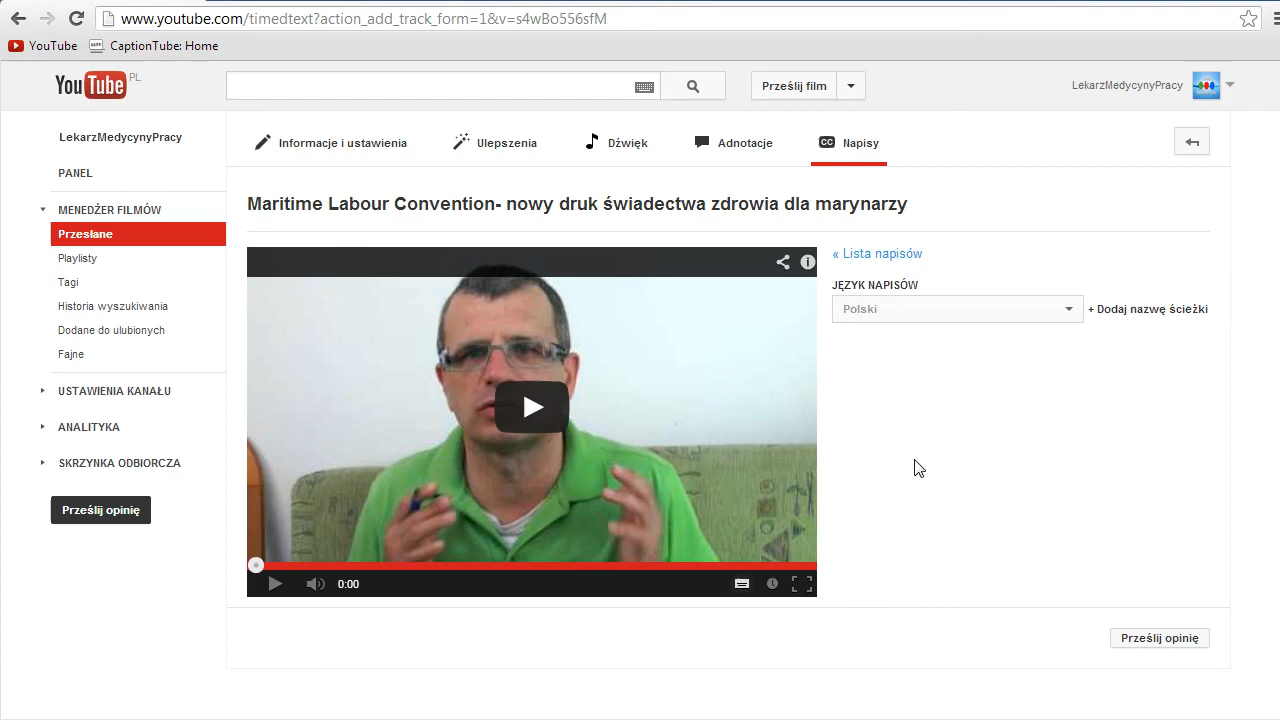 www.youtube.com/timedtext?action_add_track_form=1&v=s4wBo556sfM
YouTube CaptionTube: Home
YouTube PL
Prześlij film
LekarzMedycynyPracy
LekarzMedycynyPracy
PANEL
MENEDŻER FILMÓW
Przesłane
Playlisty
Tagi
Historia wyszukiwania
Dodane do ulubionych
Fajne
USTAWIENIA KANAŁU
ANALITYKA
SKRZYNKA ODBIORCZA
Prześlij opinię
Informacje i ustawienia Ulepszenia Dźwięk Adnotacje CC Napisy
Maritime Labour Convention- nowy druk świadectwa zdrowia dla marynarzy
« Lista napisów
JĘZYK NAPISÓW
Polski + Dodaj nazwę ścieżki
0:00
Prześlij opinię